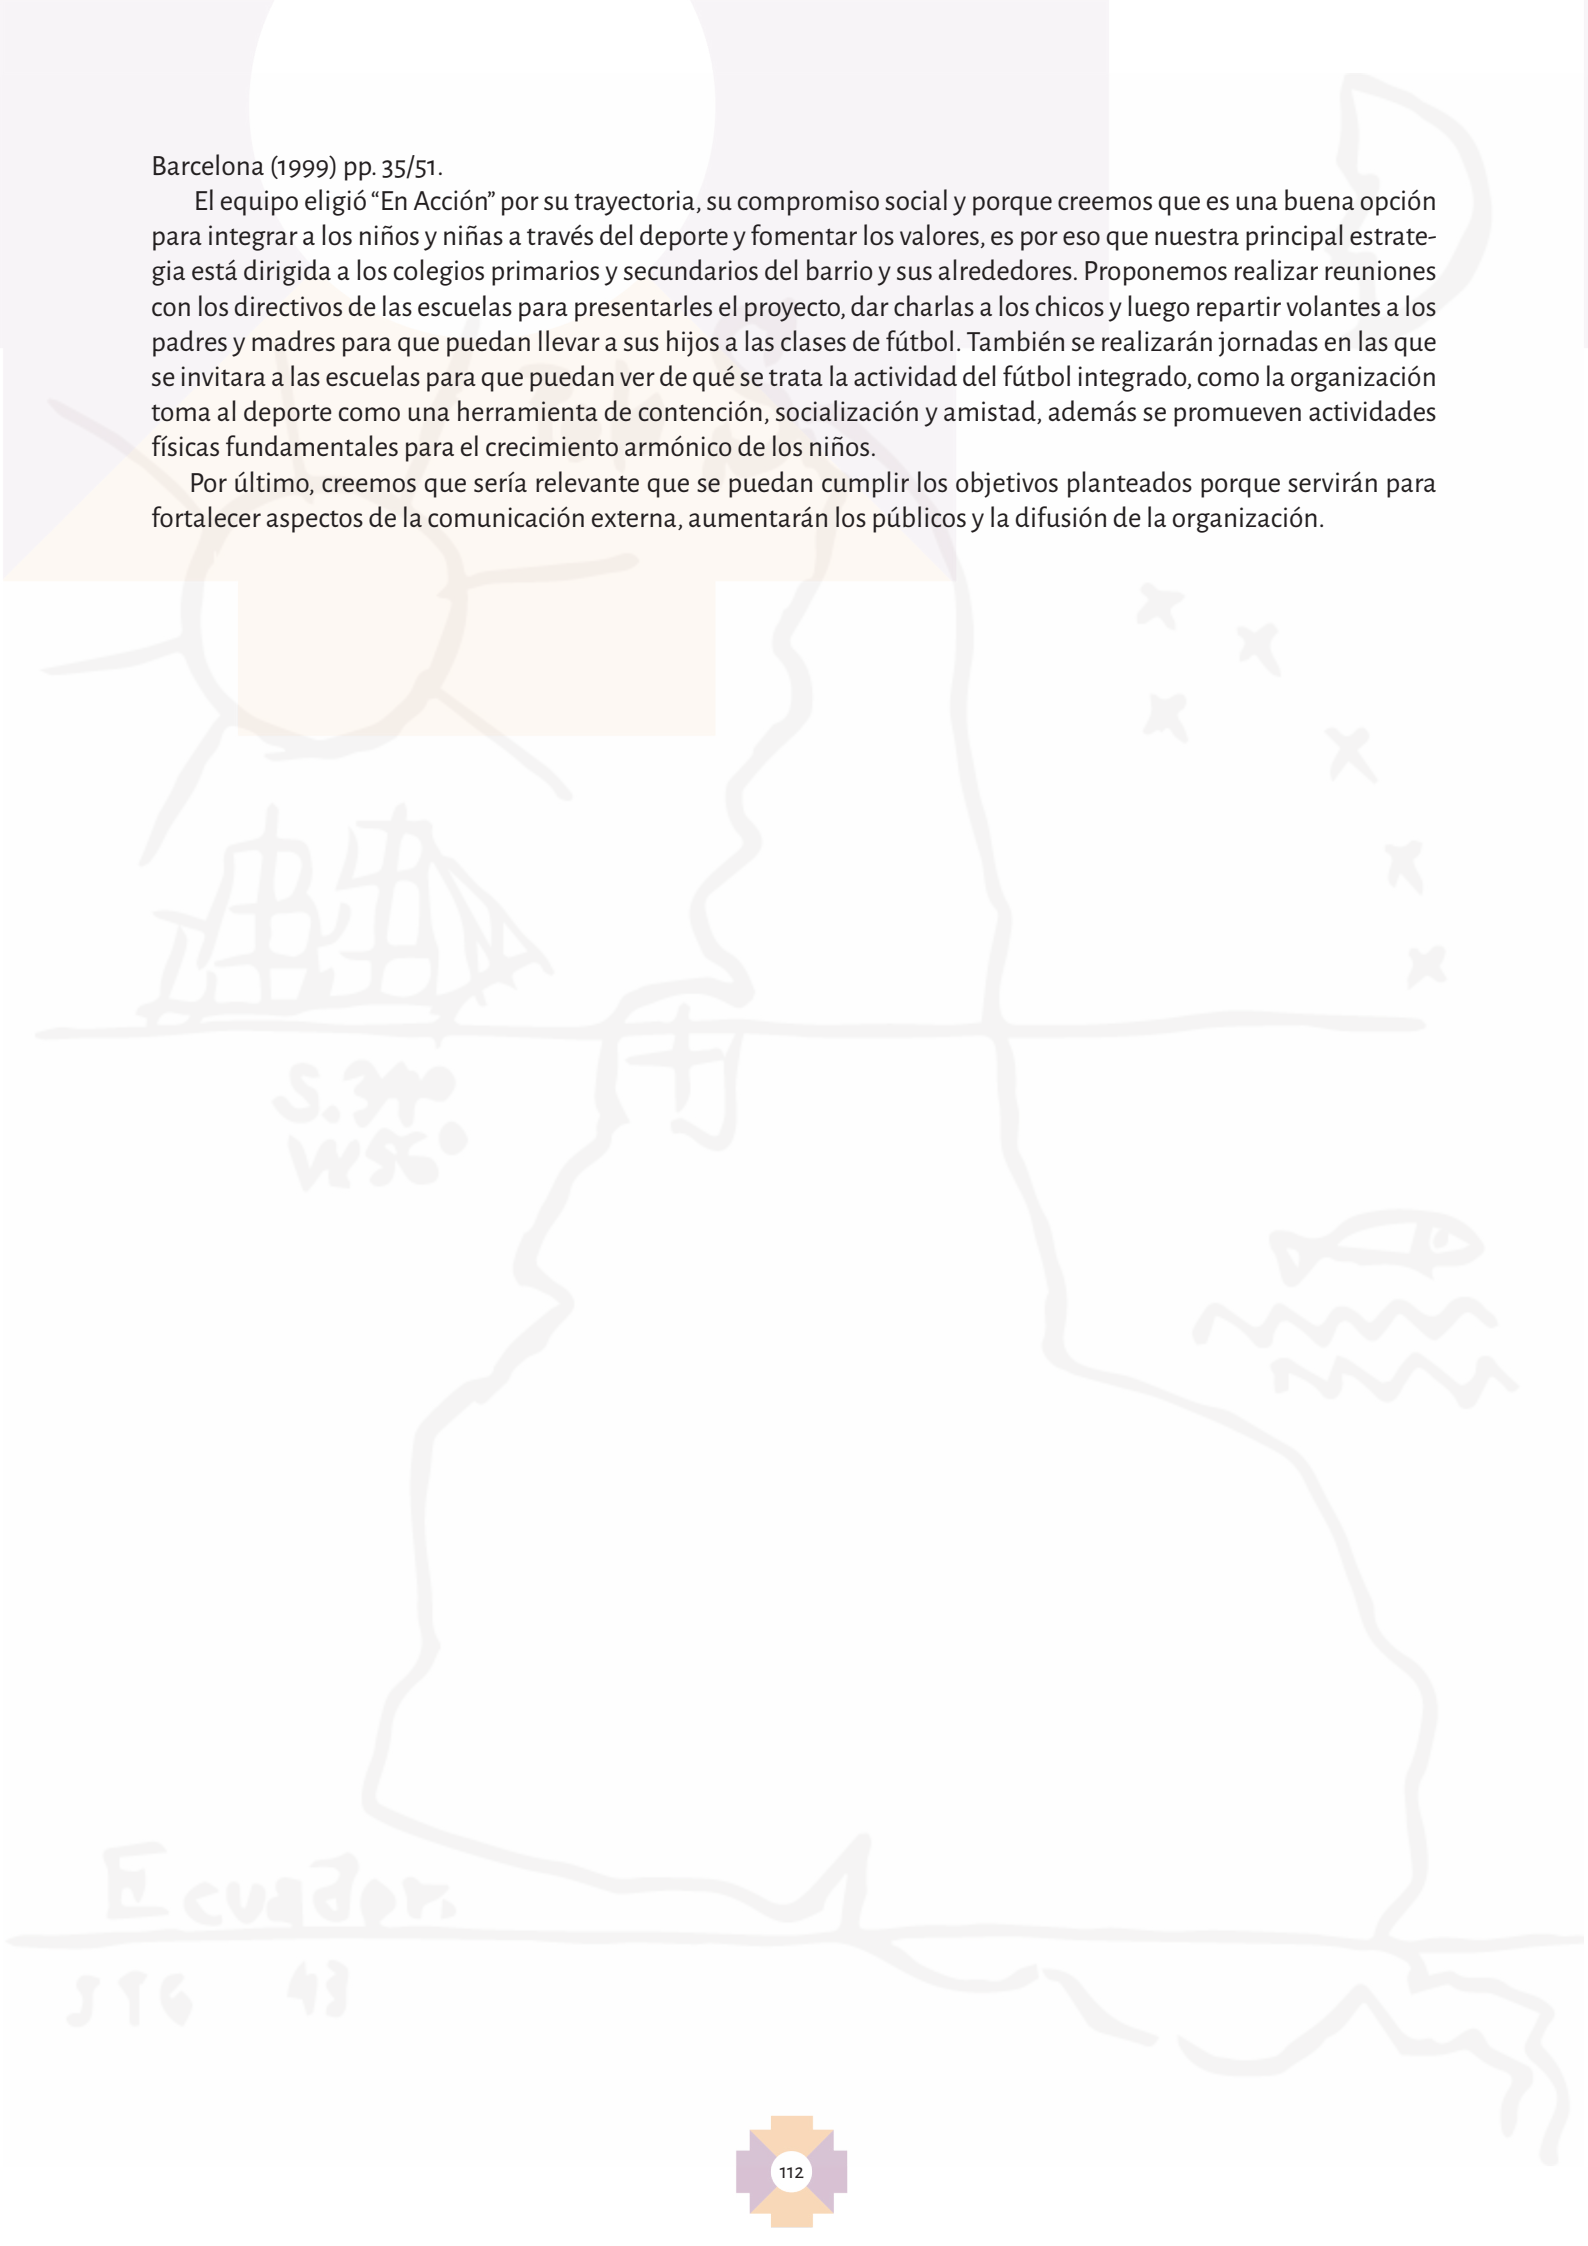 Barcelona (1999) pp. 35/51.
El equipo eligió “En Acción” por su trayectoria, su compromiso social y porque creemos que es una buena opción
para integrar a los niños y niñas a través del deporte y fomentar los valores, es por eso que nuestra principal estrate-
gia está dirigida a los colegios primarios y secundarios del barrio y sus alrededores. Proponemos realizar reuniones
con los directivos de las escuelas para presentarles el proyecto, dar charlas a los chicos y luego repartir volantes a los
padres y madres para que puedan llevar a sus hijos a las clases de fútbol. También se realizarán jornadas en las que
se invitara a las escuelas para que puedan ver de qué se trata la actividad del fútbol integrado, como la organización
toma al deporte como una herramienta de contención, socialización y amistad, además se promueven actividades
físicas fundamentales para el crecimiento armónico de los niños.
Por último, creemos que sería relevante que se puedan cumplir los objetivos planteados porque servirán para
fortalecer aspectos de la comunicación externa, aumentarán los públicos y la difusión de la organización.
Ecuador.
43
112